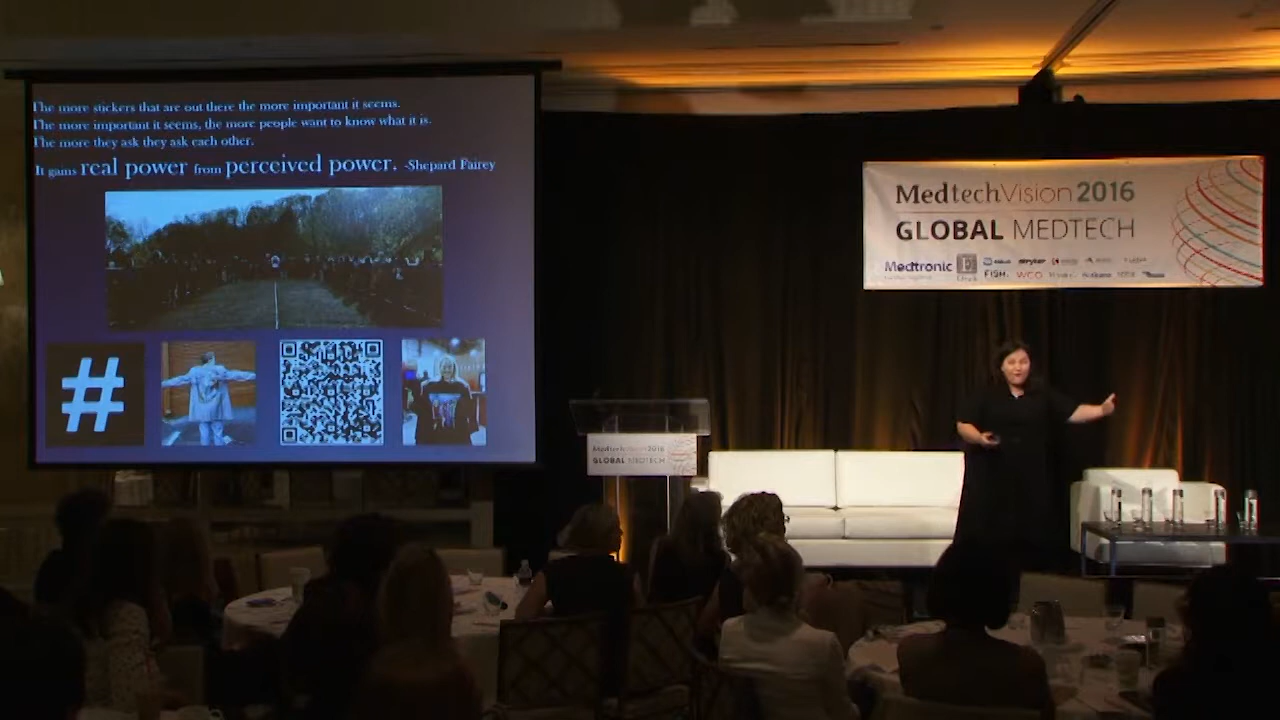 The more stickers that are out there the more important it seems.
The more important it seems, the more people want to know what it is.
The more they ask they ask each other.
It gains real power from perceived power. -Shepard Fairey
#
MedtechVision 2016
GLOBAL MEDTECH
Medtronic
E
stryker
FISH
WCG
MedtechVision 2016
GLOBAL MEDTECH